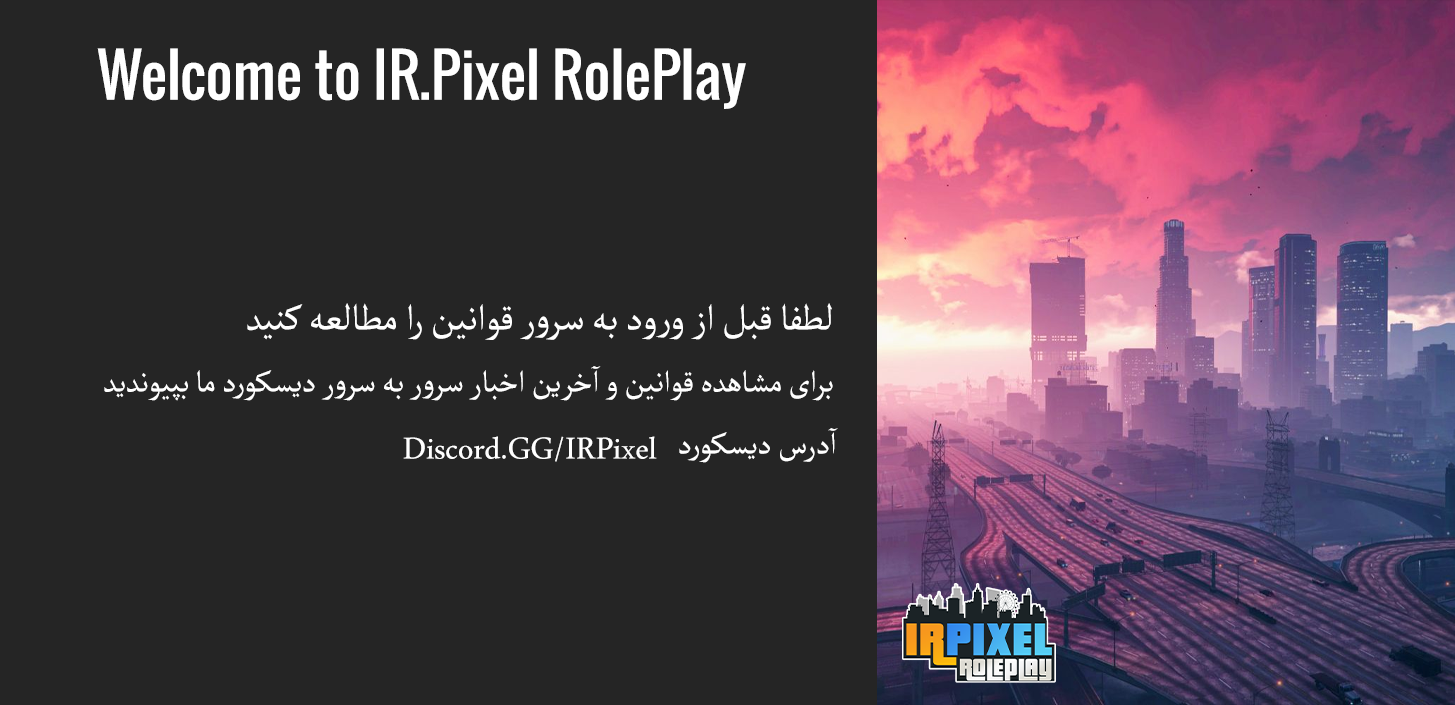 Welcome to IR.Pixel RolePlay
لطفا قبل از ورود به سرور قوانین را مطالعه کنید
برای مشاهده قوانین و آخرین اخبار سرور به سرور دیسکورد ما بپیوندید
آدرس دیسکورد Discord.GG/IRPixel
IRPIXEL
ROLEPLAY